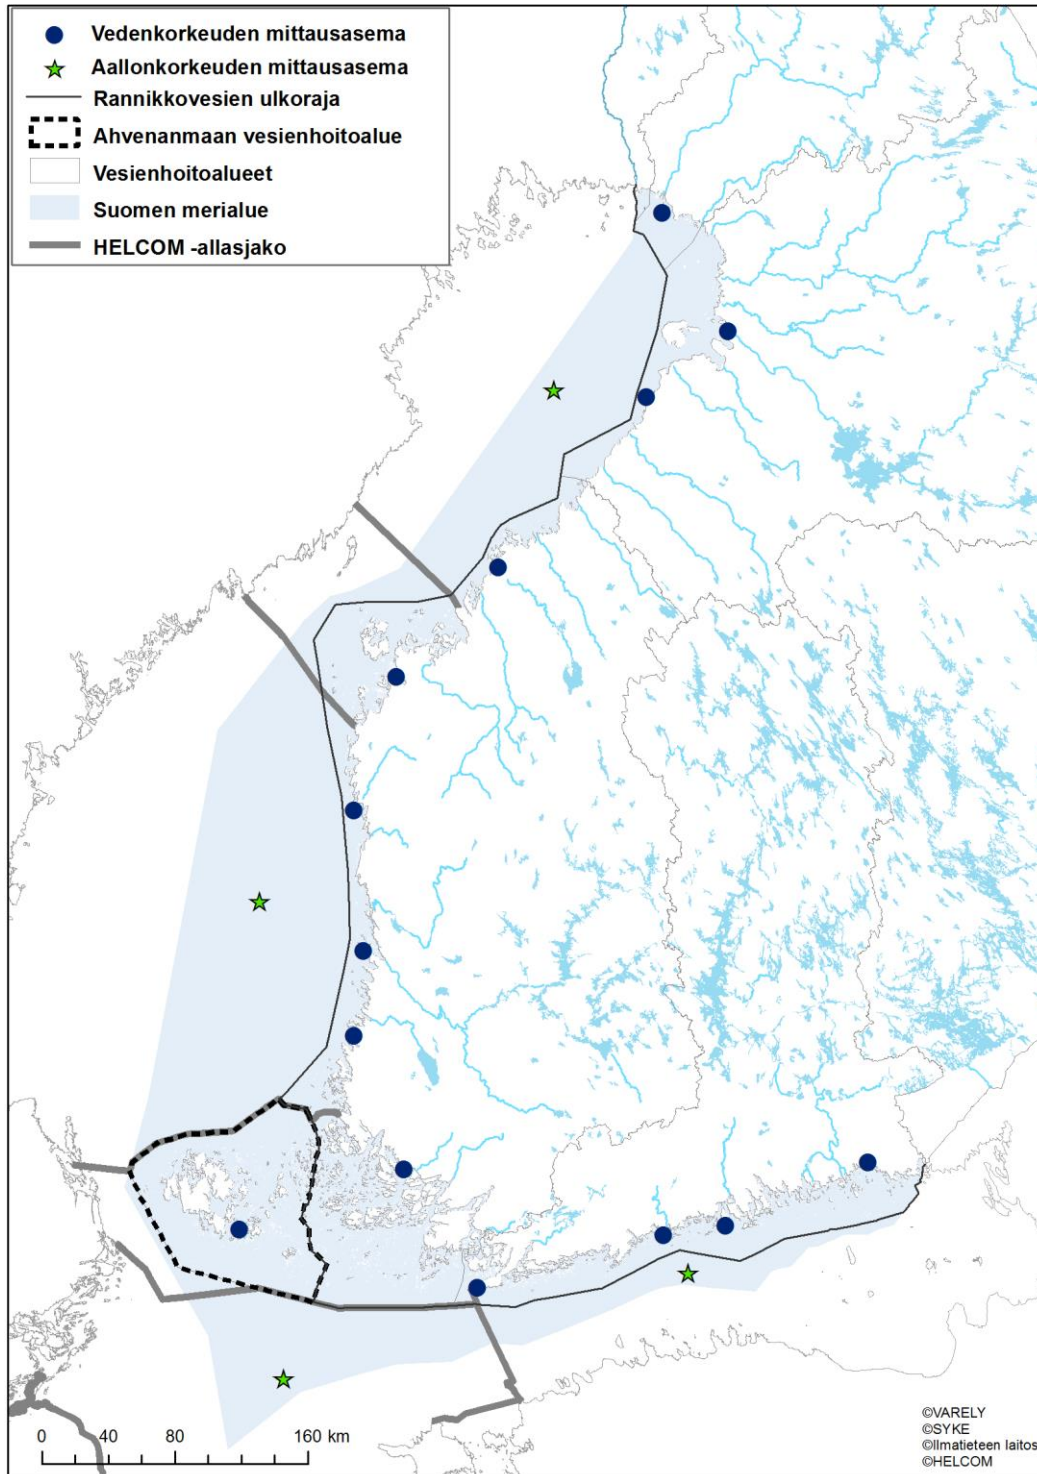 Vedenkorkeuden mittausasema
Aallonkorkeuden mittausasema
Rannikkovesien ulkoraja
Ahvenanmaan vesienhoitoalue
Vesienhoitoalueet
Suomen merialue
HELCOM -allasjako
0 40 80 160 km
©VARELY
©SYKE
©Ilmatieteen laitos
©HELCOM